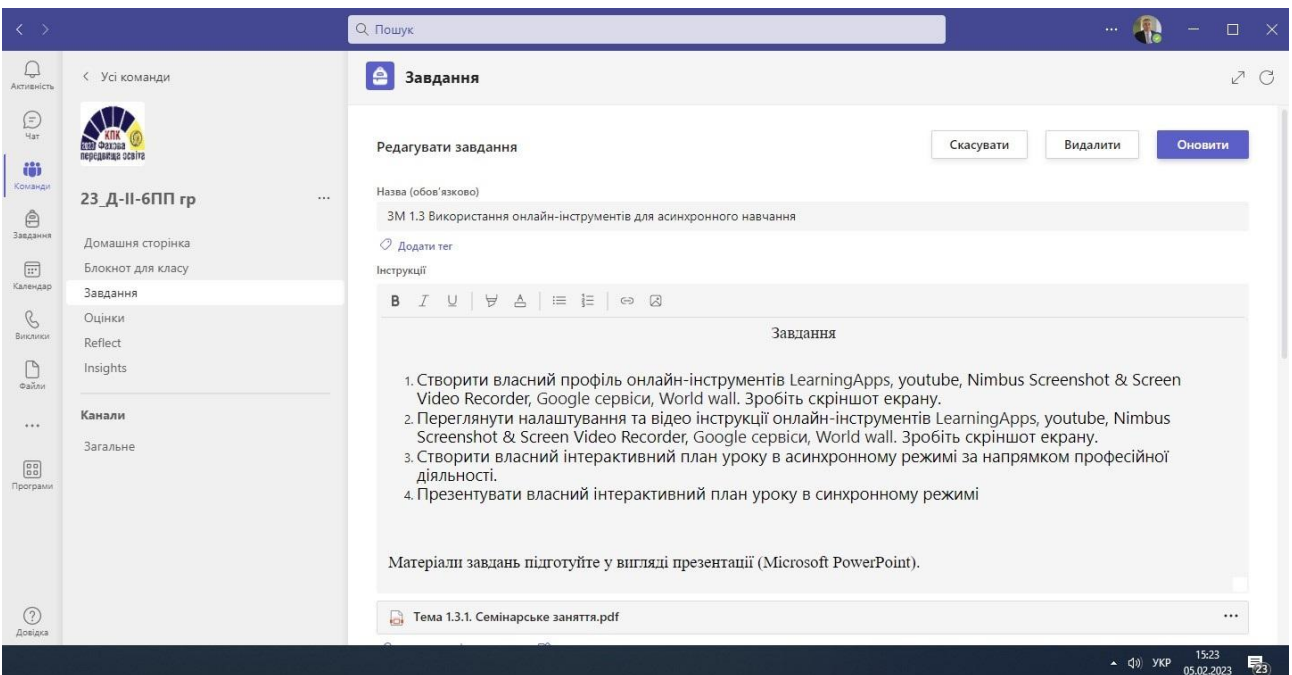 Пошук
Активність
Чат
Команди
Завдання
Календар
Виклики
Файли
Програми
Довідка
Усі команди
КПК
Фахова
передвища освіта
23_Д-ІІ-6ПП гр
Домашня сторінка
Блокнот для класу
Завдання
Оцінки
Reflect
Insights
Канали
Загальне
Завдання
Редагувати завдання
Скасувати
Видалити
Оновити
Назва (обов'язково)
ЗМ 1.3 Використання онлайн-інструментів для асинхронного навчання
Додати тег
Інструкції
B I U A
Завдання
1. Створити власний профіль онлайн-інструментів LearningApps, youtube, Nimbus Screenshot & Screen
Video Recorder, Google сервіси, World wall. Зробіть скріншот екрану.
2. Переглянути налаштування та відео інструкції онлайн-інструментів LearningApps, youtube, Nimbus
Screenshot & Screen Video Recorder, Google сервіси, World wall. Зробіть скріншот екрану.
3. Створити власний інтерактивний план уроку в асинхронному режимі за напрямком професійної
діяльності.
4. Презентувати власний інтерактивний план уроку в синхронному режимі
Матеріали завдань підготуйте у вигляді презентації (Microsoft PowerPoint).
Тема 1.3.1. Семінарське заняття.pdf
УКР
15:23
05.02.2023
23